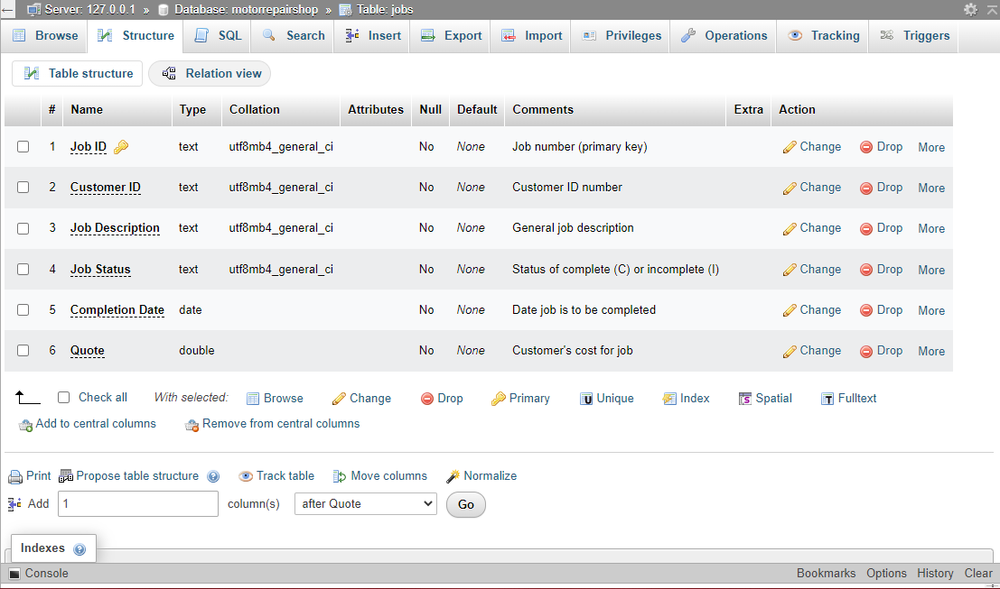 Server: 127.0.0.1 » Database: motorrepairshop » Table: jobs
Browse Structure SQL Search Insert Export Import Privileges Operations Tracking Triggers
Table structure Relation view
# Name Type Collation Attributes Null Default Comments Extra Action
1 Job ID text utf8mb4_general_ci No None Job number (primary key) Change Drop More
2 Customer ID text utf8mb4_general_ci No None Customer ID number Change Drop More
3 Job Description text utf8mb4_general_ci No None General job description Change Drop More
4 Job Status text utf8mb4_general_ci No None Status of complete (C) or incomplete (I) Change Drop More
5 Completion Date date No None Date job is to be completed Change Drop More
6 Quote double No None Customer's cost for job Change Drop More
Check all With selected: Browse Change Drop Primary Unique Index Spatial Fulltext
Add to central columns Remove from central columns
Print Propose table structure Track table Move columns Normalize
Add 1 column(s) after Quote Go
Indexes
Console Bookmarks Options History Clear